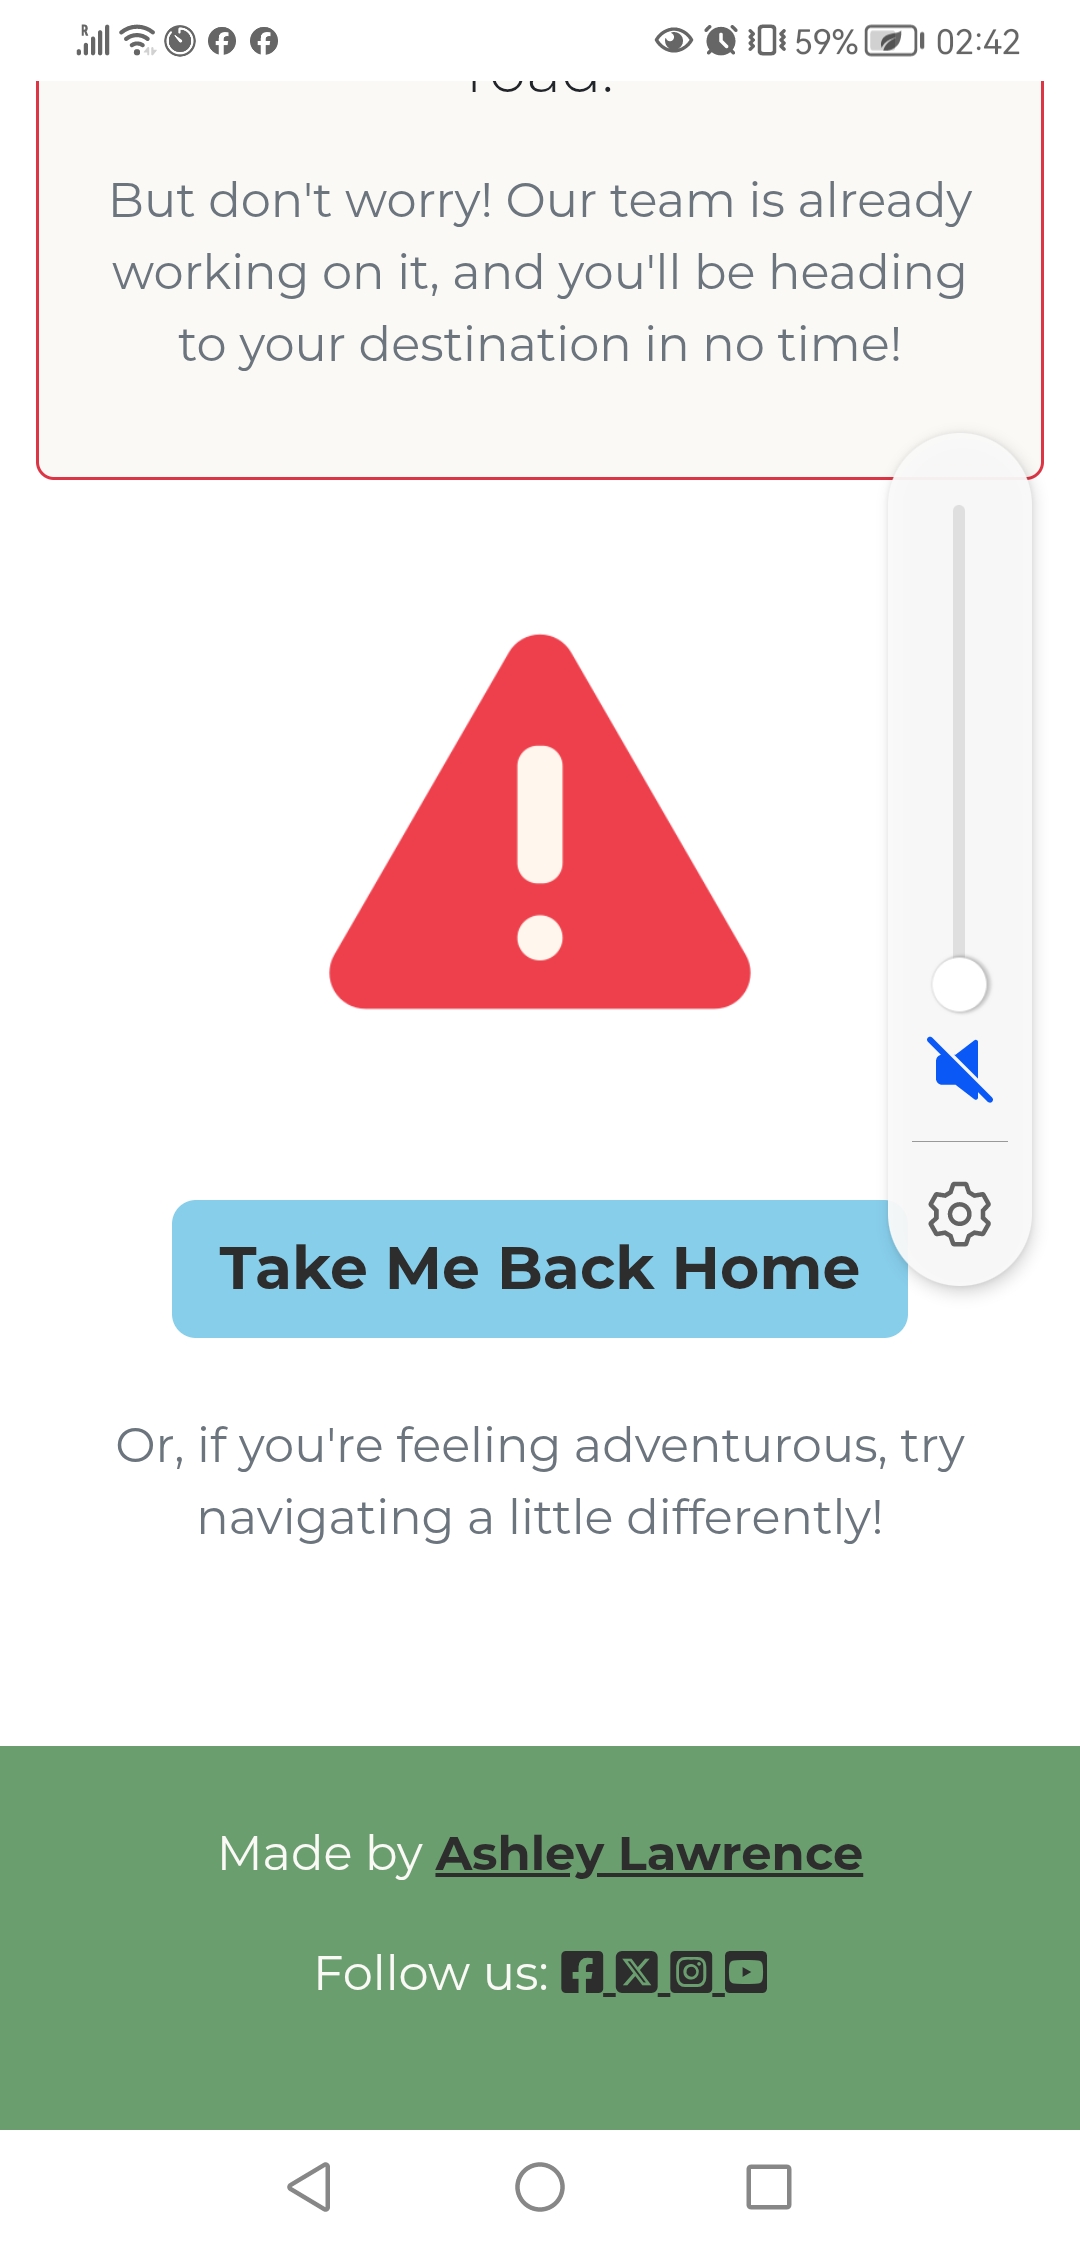 59% 02:42
But don't worry! Our team is already
working on it, and you'll be heading
to your destination in no time!
Take Me Back Home
Or, if you're feeling adventurous, try
navigating a little differently!
Made by Ashley Lawrence
Follow us: